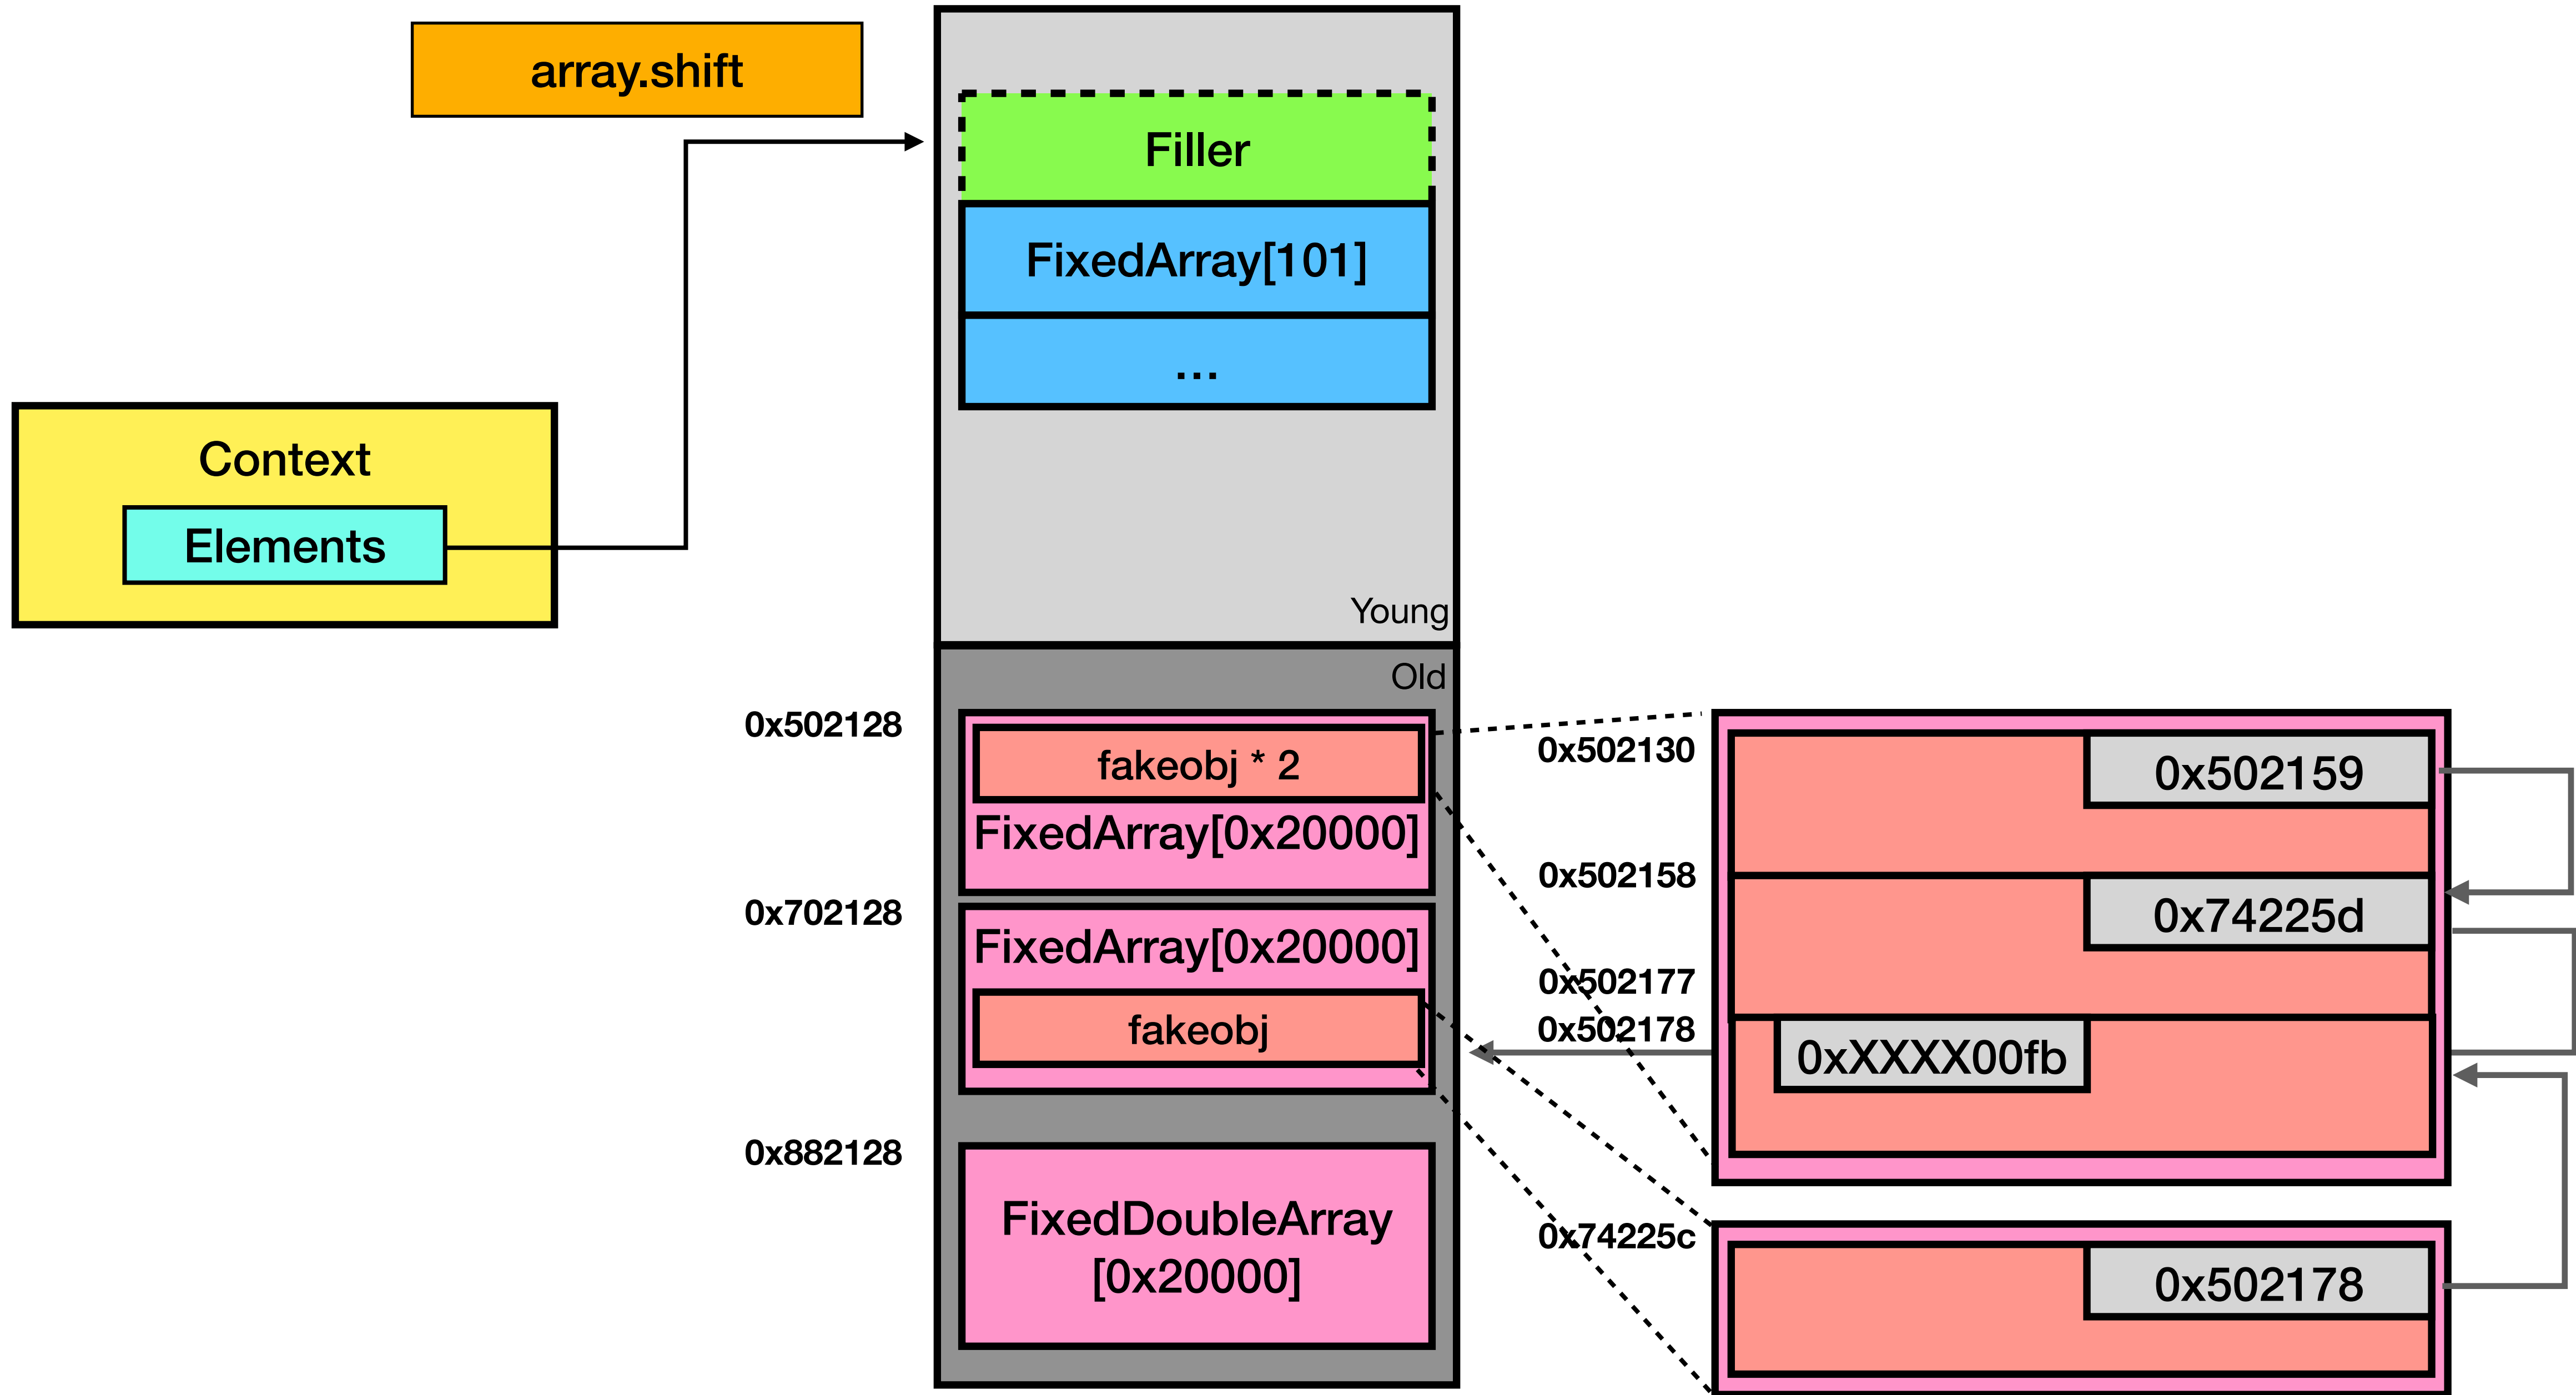 array.shift
Filler
FixedArray[101]
...
Context
Elements
Young
Old
0x502128
fakeobj * 2
FixedArray[0x20000]
0x702128
FixedArray[0x20000]
fakeobj
0x882128
FixedDoubleArray
[0x20000]
0x502130
0x502159
0x502158
0x74225d
0x502177
0x502178
0xXXXX00fb
0x74225c
0x502178